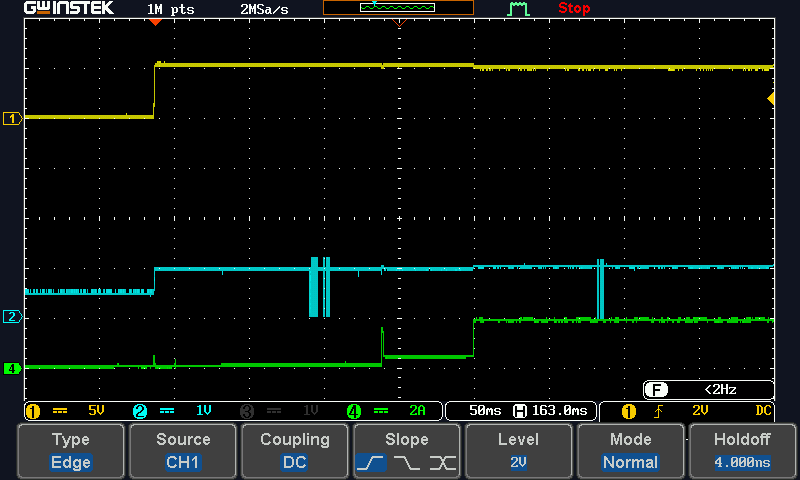 GWINSTEK 1M pts 2MSa/s Stop
1
2
4
F <2Hz
1 5V 2 1V 3 1V 4 2A 50ms H 163.0ms 1 2V DC
Type Source Coupling Slope Level Mode Holdoff
Edge CH1 DC 2V Normal 4.000ns